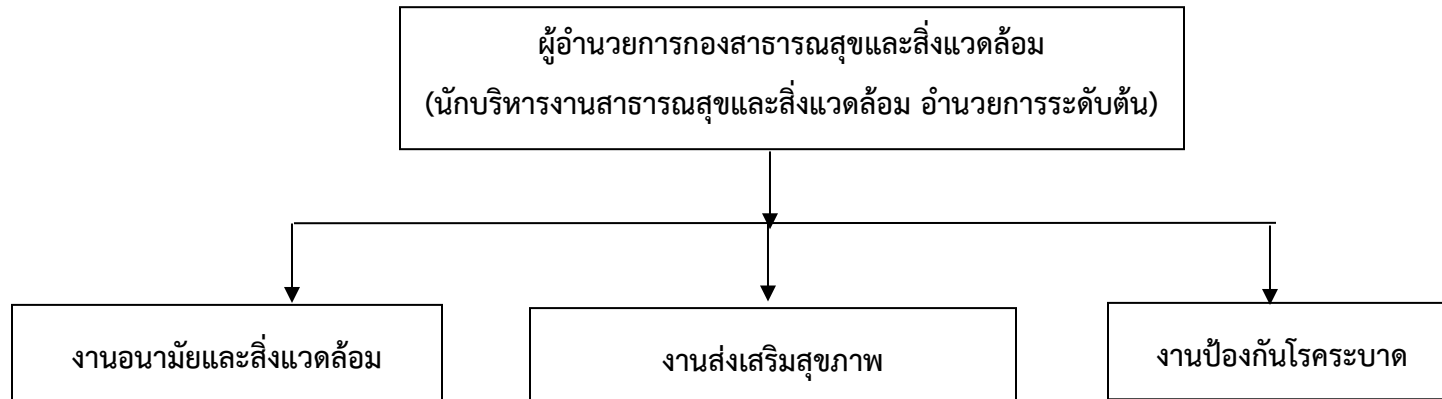 ผู้อำนวยการกองสาธารณสุขและสิ่งแวดล้อม
(นักบริหารงานสาธารณสุขและสิ่งแวดล้อม อำนวยการระดับต้น)
งานอนามัยและสิ่งแวดล้อม
งานส่งเสริมสุขภาพ
งานป้องกันโรคระบาด